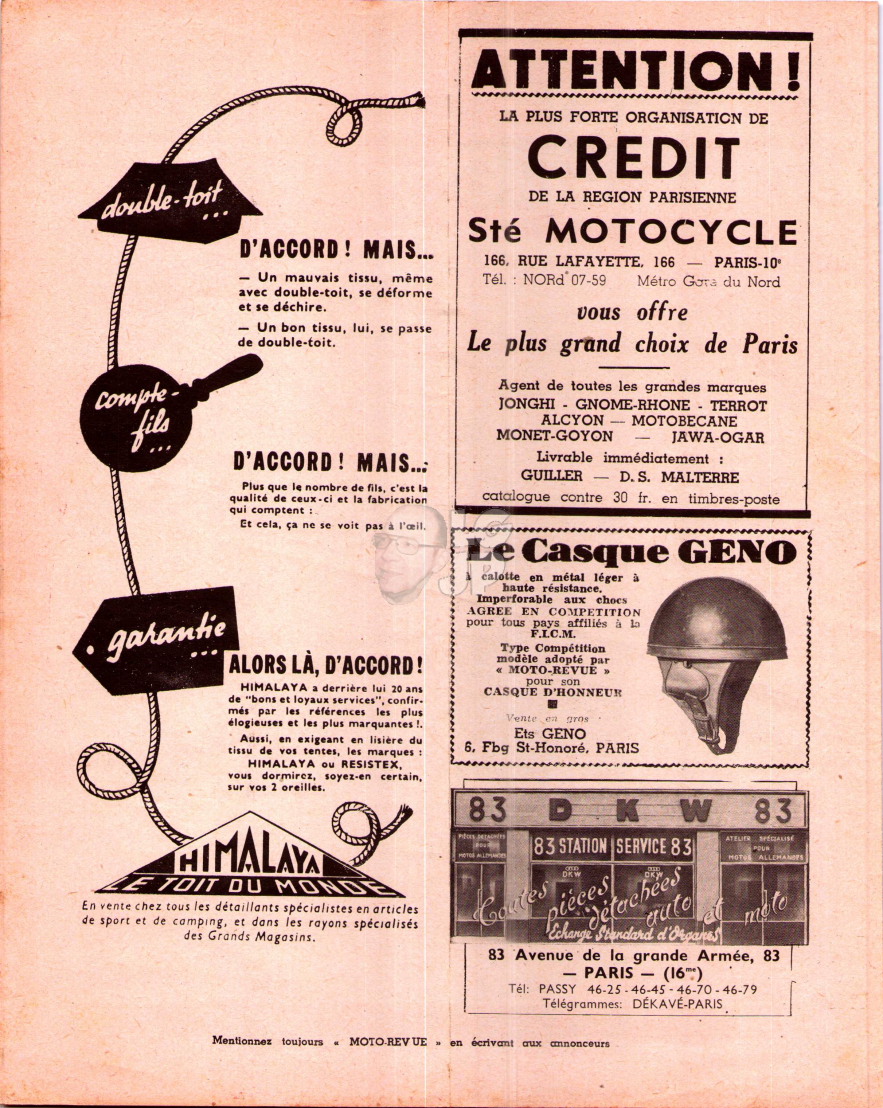 double-toit
...
D'ACCORD ! MAIS...
— Un mauvais tissu, même
avec double-toit, se déforme
et se déchire.
— Un bon tissu, lui, se passe
de double-toit.
compte-
fils
...
D'ACCORD ! MAIS...
Plus que le nombre de fils, c'est la
qualité de ceux-ci et la fabrication
qui comptent :
Et cela, ça ne se voit pas à l'œil.
garantie
...
ALORS LÀ, D'ACCORD !
HIMALAYA a derrière lui 20 ans
de "bons et loyaux services", confir-
més par les références les plus
élogieuses et les plus marquantes !.
Aussi, en exigeant en lisière du
tissu de vos tentes, les marques :
HIMALAYA ou RESISTEX,
vous dormirez, soyez-en certain,
sur vos 2 oreilles.
HIMALAYA
LE TOIT DU MONDE
En vente chez tous les détaillants spécialistes en articles
de sport et de camping, et dans les rayons spécialisés
des Grands Magasins.
ATTENTION !
LA PLUS FORTE ORGANISATION DE
CREDIT
DE LA REGION PARISIENNE
Sté MOTOCYCLE
166, RUE LAFAYETTE, 166 — PARIS-10e
Tél. : NORd 07-59 Métro Gare du Nord
vous offre
Le plus grand choix de Paris
Agent de toutes les grandes marques
JONGHI - GNOME-RHONE - TERROT
ALCYON — MOTOBECANE
MONET-GOYON — JAWA-OGAR
Livrable immédiatement :
GUILLER — D.S. MALTERRE
catalogue contre 30 fr. en timbres-poste
Le Casque GENO
à calotte en métal léger à
haute résistance.
Imperforable aux chocs
AGREE EN COMPETITION
pour tous pays affiliés à la
F.I.C.M.
Type Compétition
modèle adopté par
« MOTO-REVUE »
pour son
CASQUE D'HONNEUR
Vente en gros :
Ets GENO
6, Fbg St-Honoré, PARIS
83 DKW 83
PIÈCES DÉTACHÉES
POUR
MOTOS ALLEMANDES
83 STATION SERVICE 83
ATELIER SPÉCIALISÉ
POUR
MOTOS ALLEMANDES
DKW DKW
Toutes pièces détachées auto et moto
Echange Standard d'Organes
83 Avenue de la grande Armée, 83
— PARIS — (16me)
Tél: PASSY 46-25 - 46-45 - 46-70 - 46-79
Télégrammes: DÉKAVÉ-PARIS
Mentionnez toujours « MOTO-REVUE » en écrivant aux annonceurs